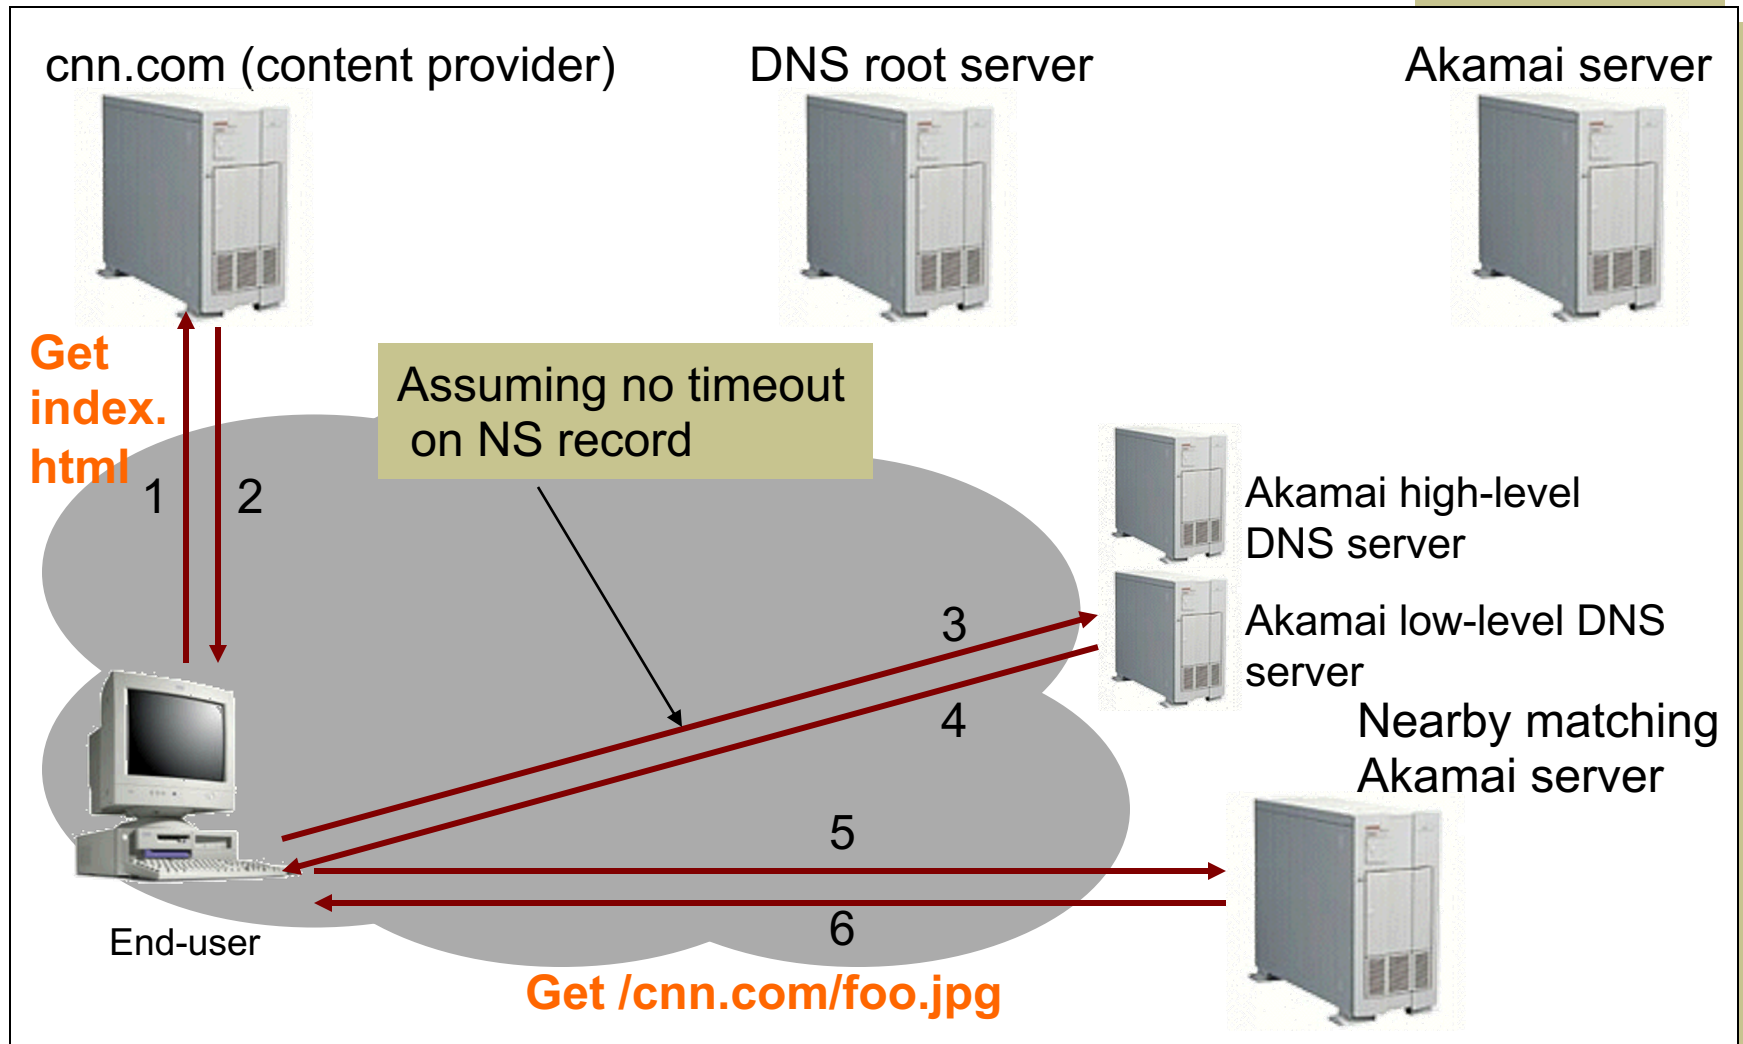 cnn.com (content provider)
DNS root server
Akamai server
Get
index.
html
1
2
Assuming no timeout
on NS record
Akamai high-level
DNS server
3
Akamai low-level DNS
server
4
Nearby matching
Akamai server
5
6
End-user
Get /cnn.com/foo.jpg